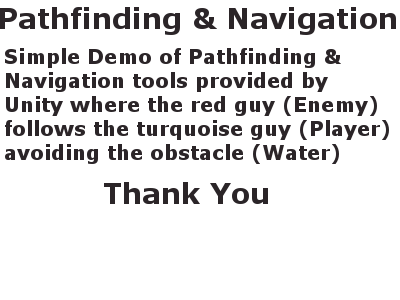 Pathfinding & Navigation
Simple Demo of Pathfinding &
Navigation tools provided by
Unity where the red guy (Enemy)
follows the turquoise guy (Player)
avoiding the obstacle (Water)
Thank You